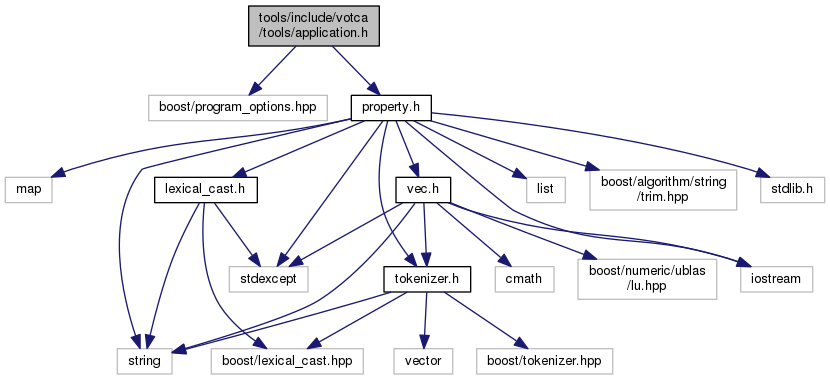 tools/include/votca
/tools/application.h
boost/program_options.hpp
property.h
map
lexical_cast.h
vec.h
list
boost/algorithm/string
/trim.hpp
stdlib.h
stdexcept
tokenizer.h
cmath
boost/numeric/ublas
/lu.hpp
iostream
string
boost/lexical_cast.hpp
vector
boost/tokenizer.hpp